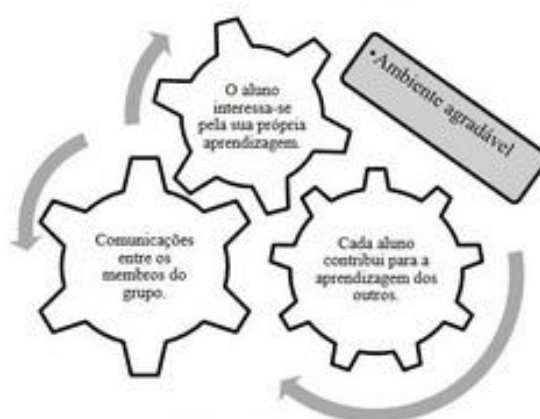 O aluno
interessa-se
pela sua própria
aprendizagem.
•Ambiente agradável
Comunicações
entre os
membros do
grupo.
Cada aluno
contribui para a
aprendizagem dos
outros.